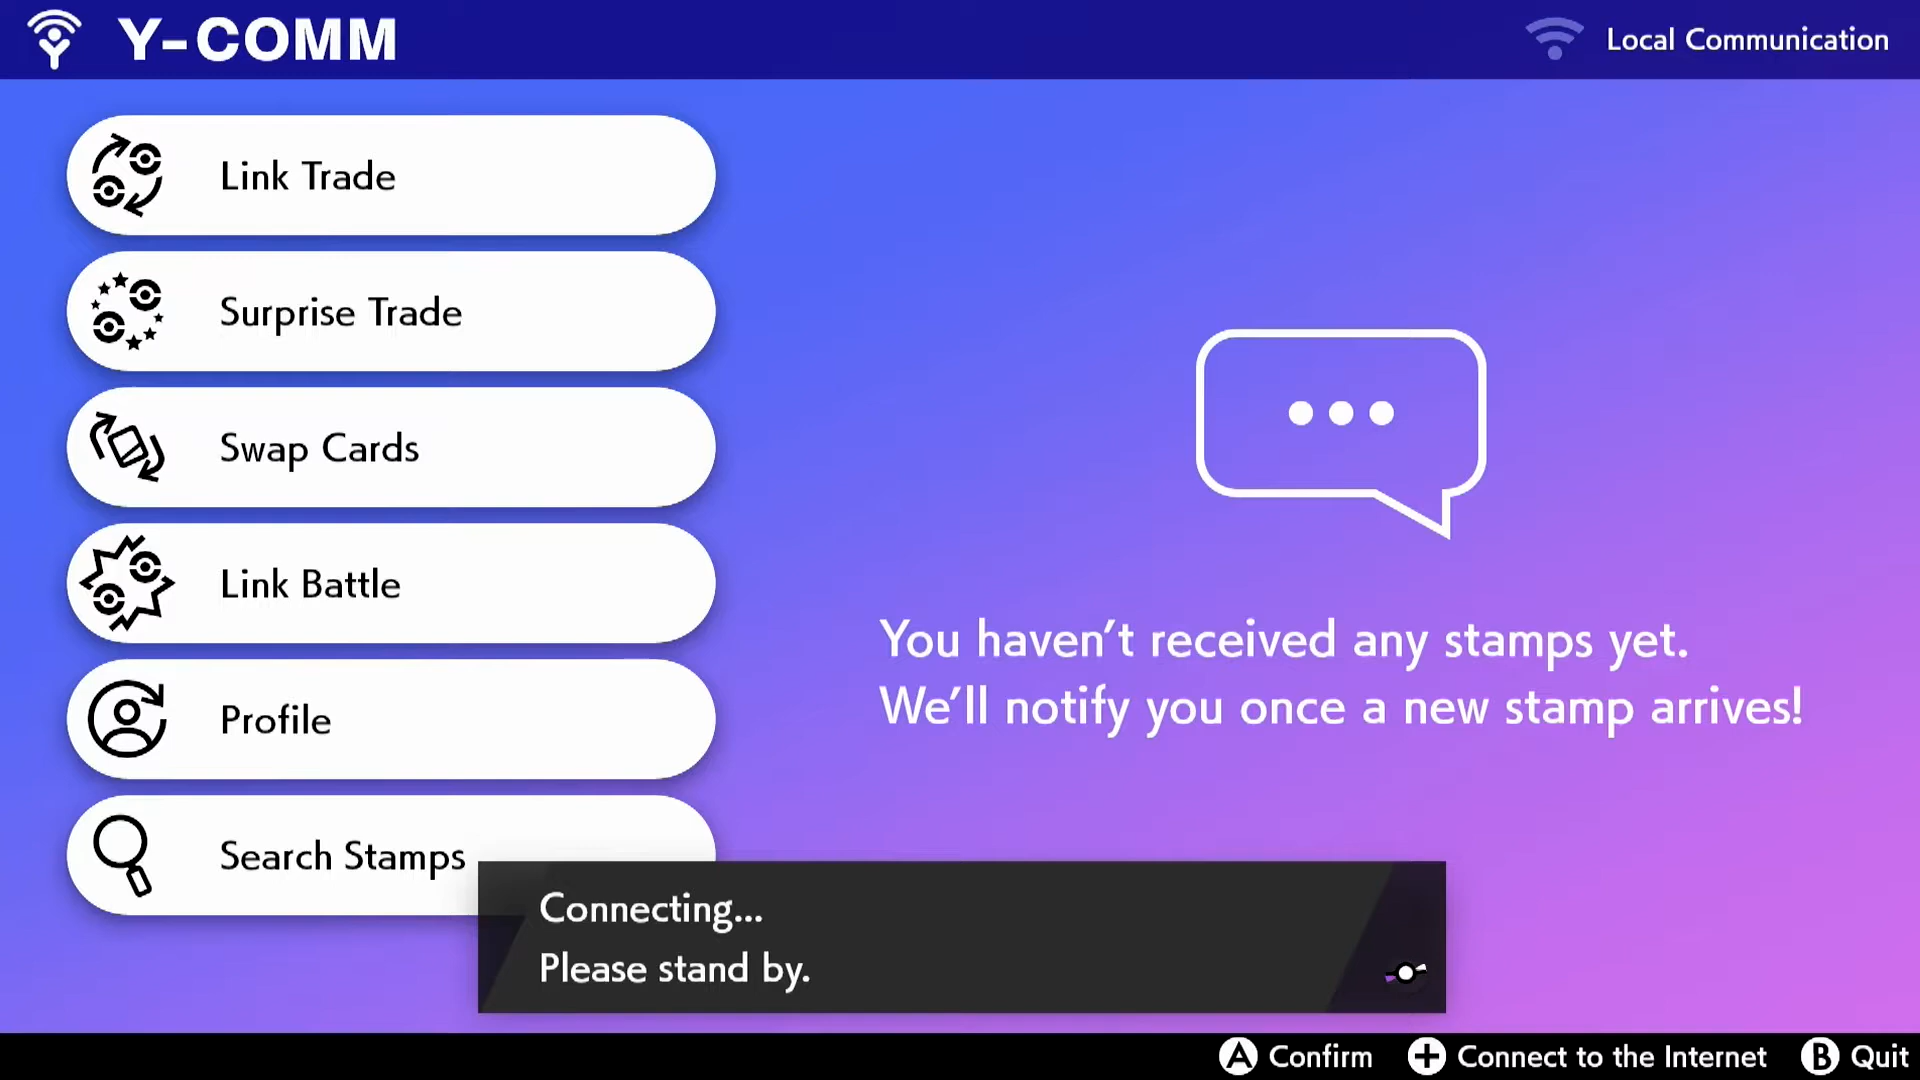 Y-COMM
Local Communication
Link Trade
Surprise Trade
Swap Cards
Link Battle
Profile
Search Stamps
You haven’t received any stamps yet.
We’ll notify you once a new stamp arrives!
Connecting...
Please stand by.
A Confirm + Connect to the Internet B Quit